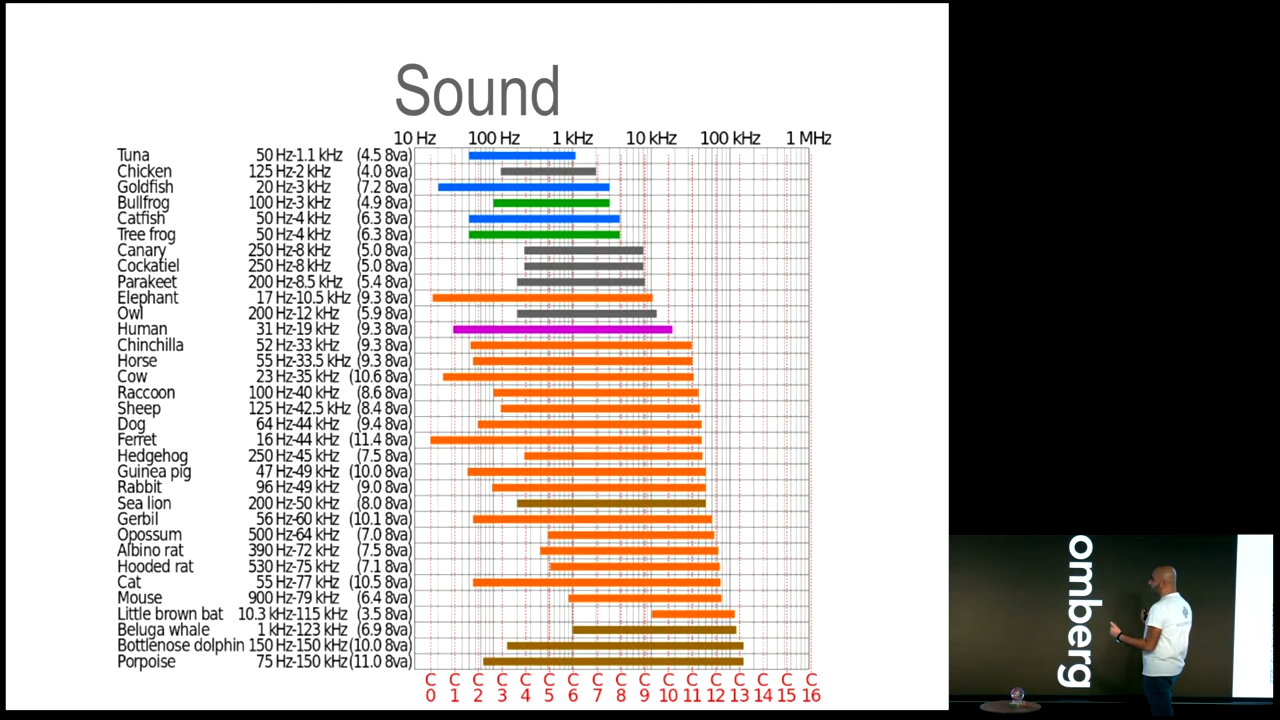 Sound
10 Hz 100 Hz 1 kHz 10 kHz 100 kHz 1 MHz
Tuna 50 Hz-1.1 kHz (4.5 8va)
Chicken 125 Hz-2 kHz (4.0 8va)
Goldfish 20 Hz-3 kHz (7.2 8va)
Bullfrog 100 Hz-3 kHz (4.9 8va)
Catfish 50 Hz-4 kHz (6.3 8va)
Tree frog 50 Hz-4 kHz (6.3 8va)
Canary 250 Hz-8 kHz (5.0 8va)
Cockatiel 250 Hz-8 kHz (5.0 8va)
Parakeet 200 Hz-8.5 kHz (5.4 8va)
Elephant 17 Hz-10.5 kHz (9.3 8va)
Owl 200 Hz-12 kHz (5.9 8va)
Human 31 Hz-19 kHz (9.3 8va)
Chinchilla 52 Hz-33 kHz (9.3 8va)
Horse 55 Hz-33.5 kHz (9.3 8va)
Cow 23 Hz-35 kHz (10.6 8va)
Raccoon 100 Hz-40 kHz (8.6 8va)
Sheep 125 Hz-42.5 kHz (8.4 8va)
Dog 64 Hz-44 kHz (9.4 8va)
Ferret 16 Hz-44 kHz (11.4 8va)
Hedgehog 250 Hz-45 kHz (7.5 8va)
Guinea pig 47 Hz-49 kHz (10.0 8va)
Rabbit 96 Hz-49 kHz (9.0 8va)
Sea lion 200 Hz-50 kHz (8.0 8va)
Gerbil 56 Hz-60 kHz (10.1 8va)
Opossum 500 Hz-64 kHz (7.0 8va)
Albino rat 390 Hz-72 kHz (7.5 8va)
Hooded rat 530 Hz-75 kHz (7.1 8va)
Cat 55 Hz-77 kHz (10.5 8va)
Mouse 900 Hz-79 kHz (6.4 8va)
Little brown bat 10.3 kHz-115 kHz (3.5 8va)
Beluga whale 1 kHz-123 kHz (6.9 8va)
Bottlenose dolphin 150 Hz-150 kHz (10.0 8va)
Porpoise 75 Hz-150 kHz (11.0 8va)
C C C C C C C C C C C C C C C C C
0 1 2 3 4 5 6 7 8 9 10 11 12 13 14 15 16
omberg